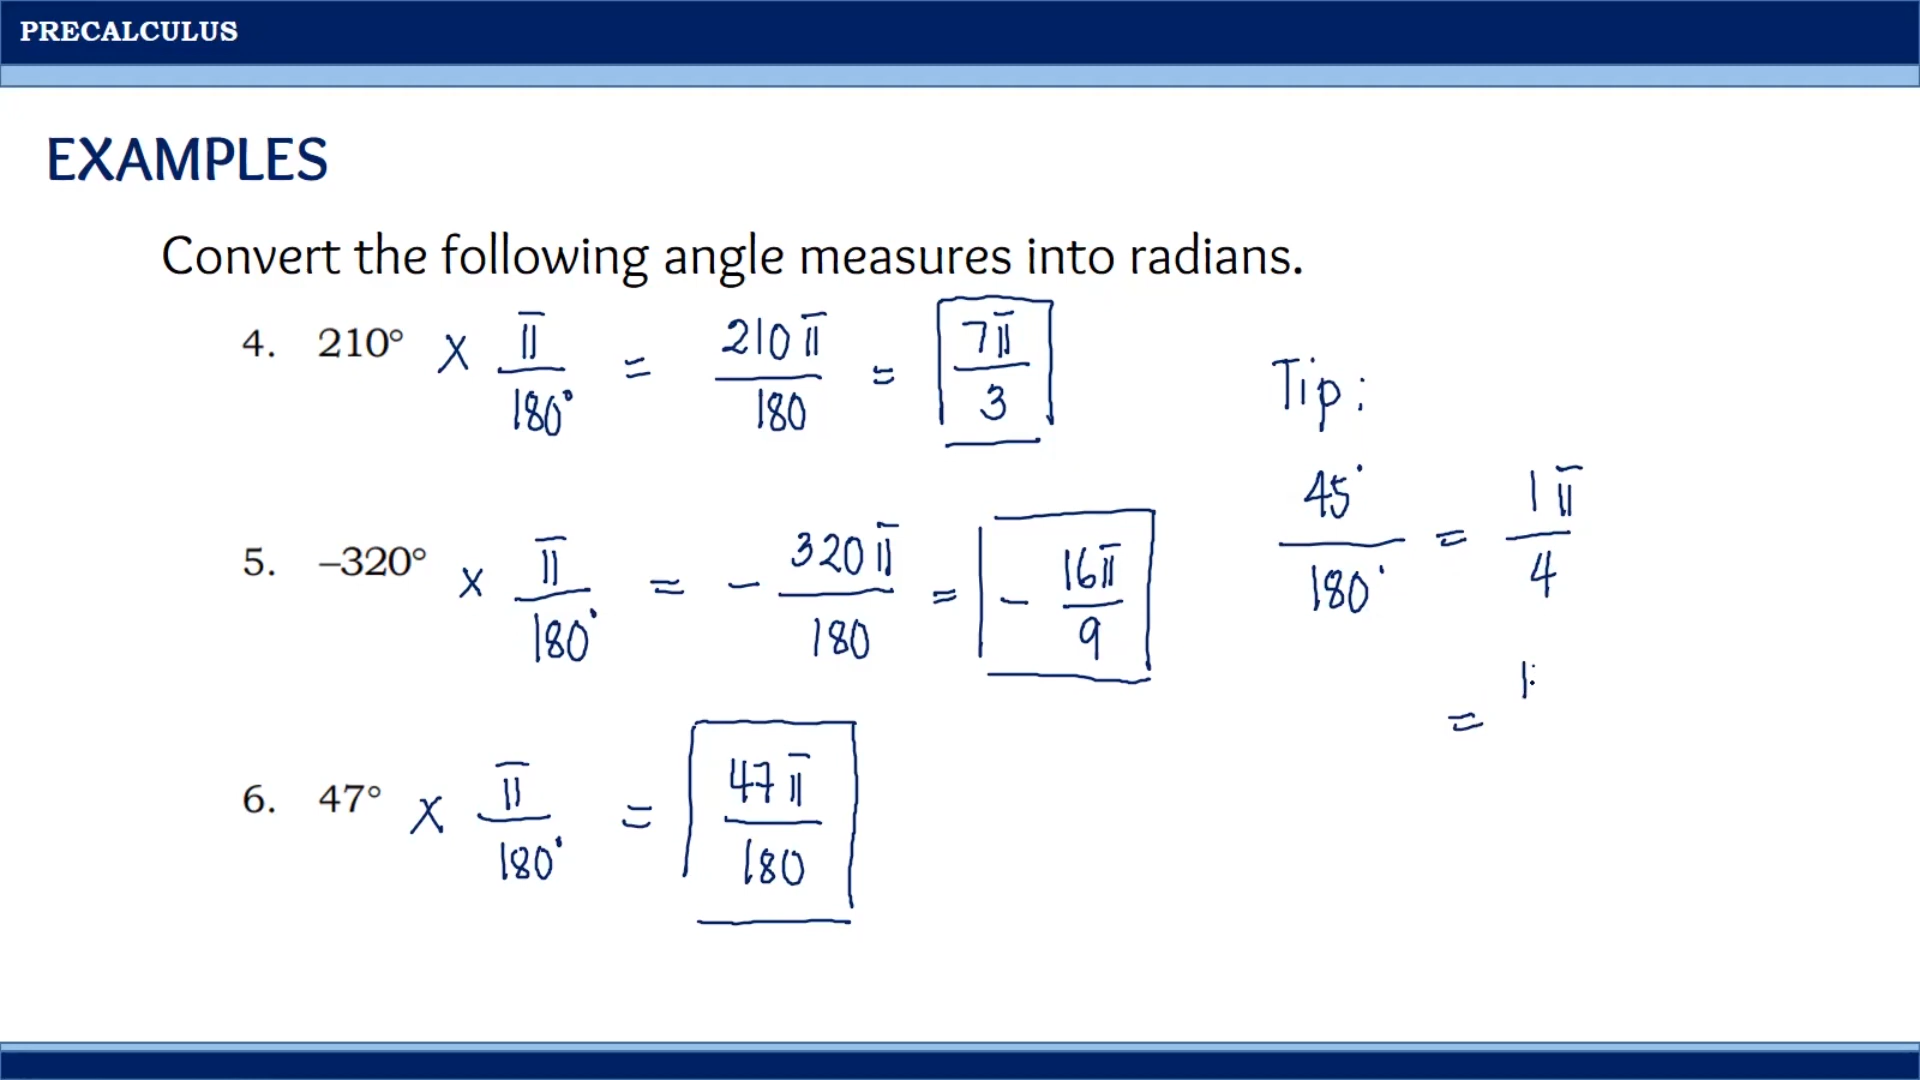 PRECALCULUS
EXAMPLES
Convert the following angle measures into radians.
4. 210° × π/180° = 210π/180 = 7π/3
Tip:
45°/180° = 1π/4
5. –320° × π/180° = - 320π/180 = - 16π/9
=
6. 47° × π/180° = 47π/180